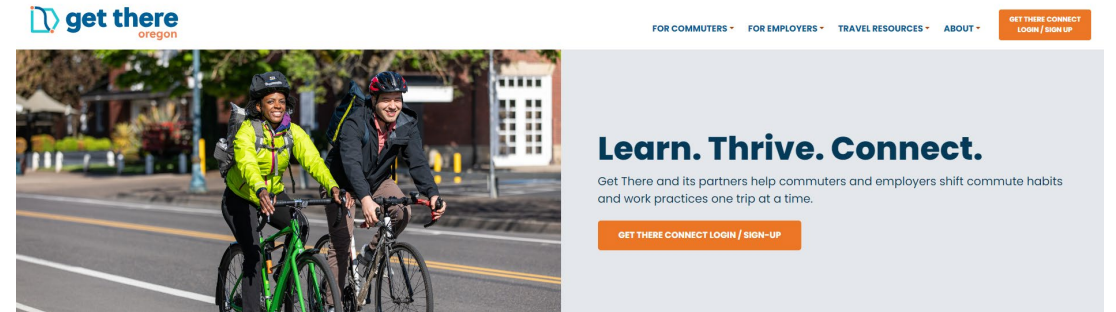 get there
oregon
FOR COMMUTERS
FOR EMPLOYERS
TRAVEL RESOURCES
ABOUT
GET THERE CONNECT
LOGIN / SIGN UP
Learn. Thrive. Connect.
Get There and its partners help commuters and employers shift commute habits
and work practices one trip at a time.
GET THERE CONNECT LOGIN / SIGN-UP